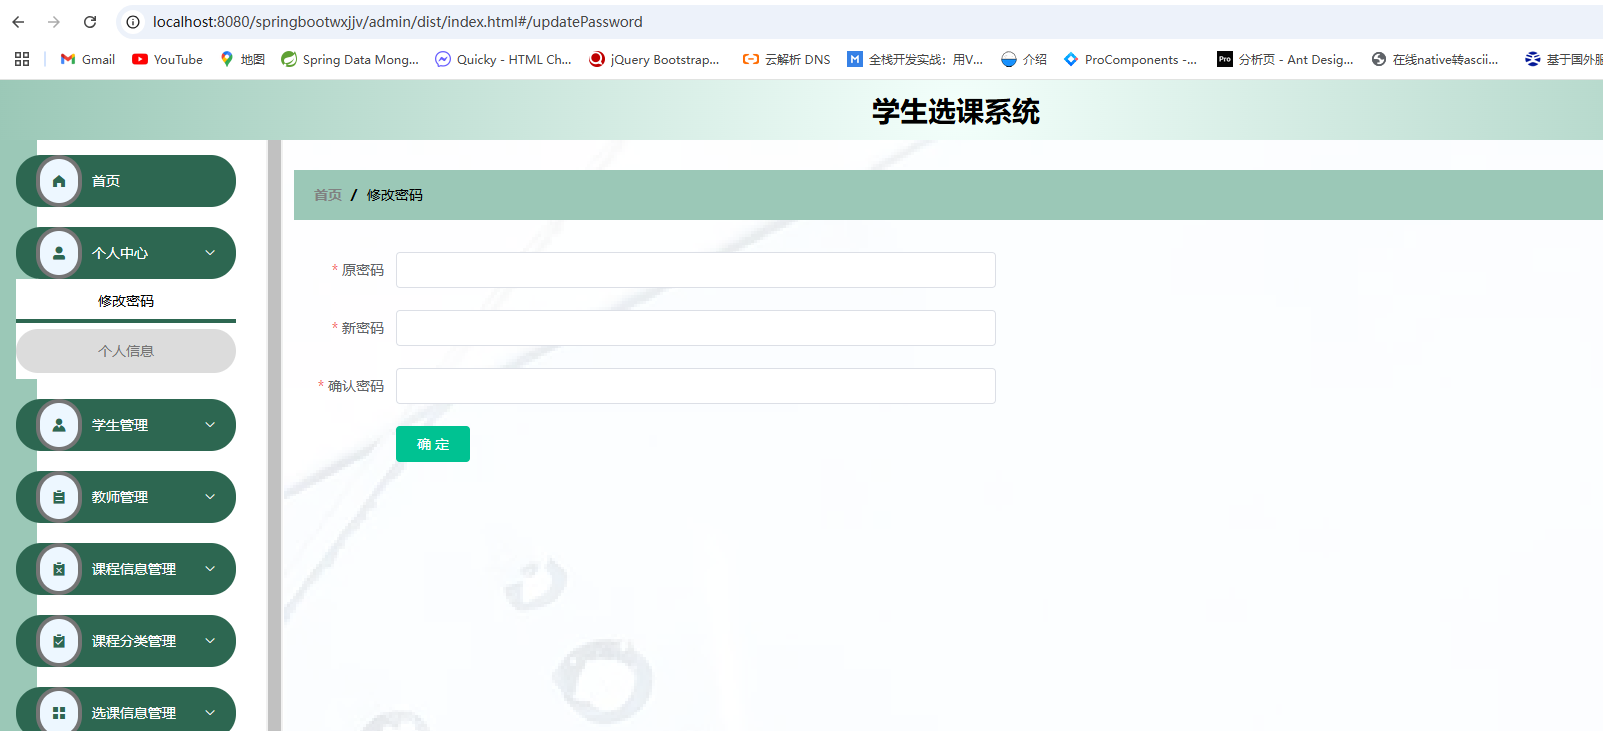 localhost:8080/springbootwxjjv/admin/dist/index.html#/updatePassword
Gmail YouTube 地图 Spring Data Mong... Quicky - HTML Ch... jQuery Bootstrap... 云解析 DNS 全栈开发实战：用V... 介绍 ProComponents -... 分析页 - Ant Desig... 在线native转ascii... 基于国外服
学生选课系统
首页
个人中心
修改密码
个人信息
学生管理
教师管理
课程信息管理
课程分类管理
选课信息管理
首页 / 修改密码
* 原密码
* 新密码
* 确认密码
确 定